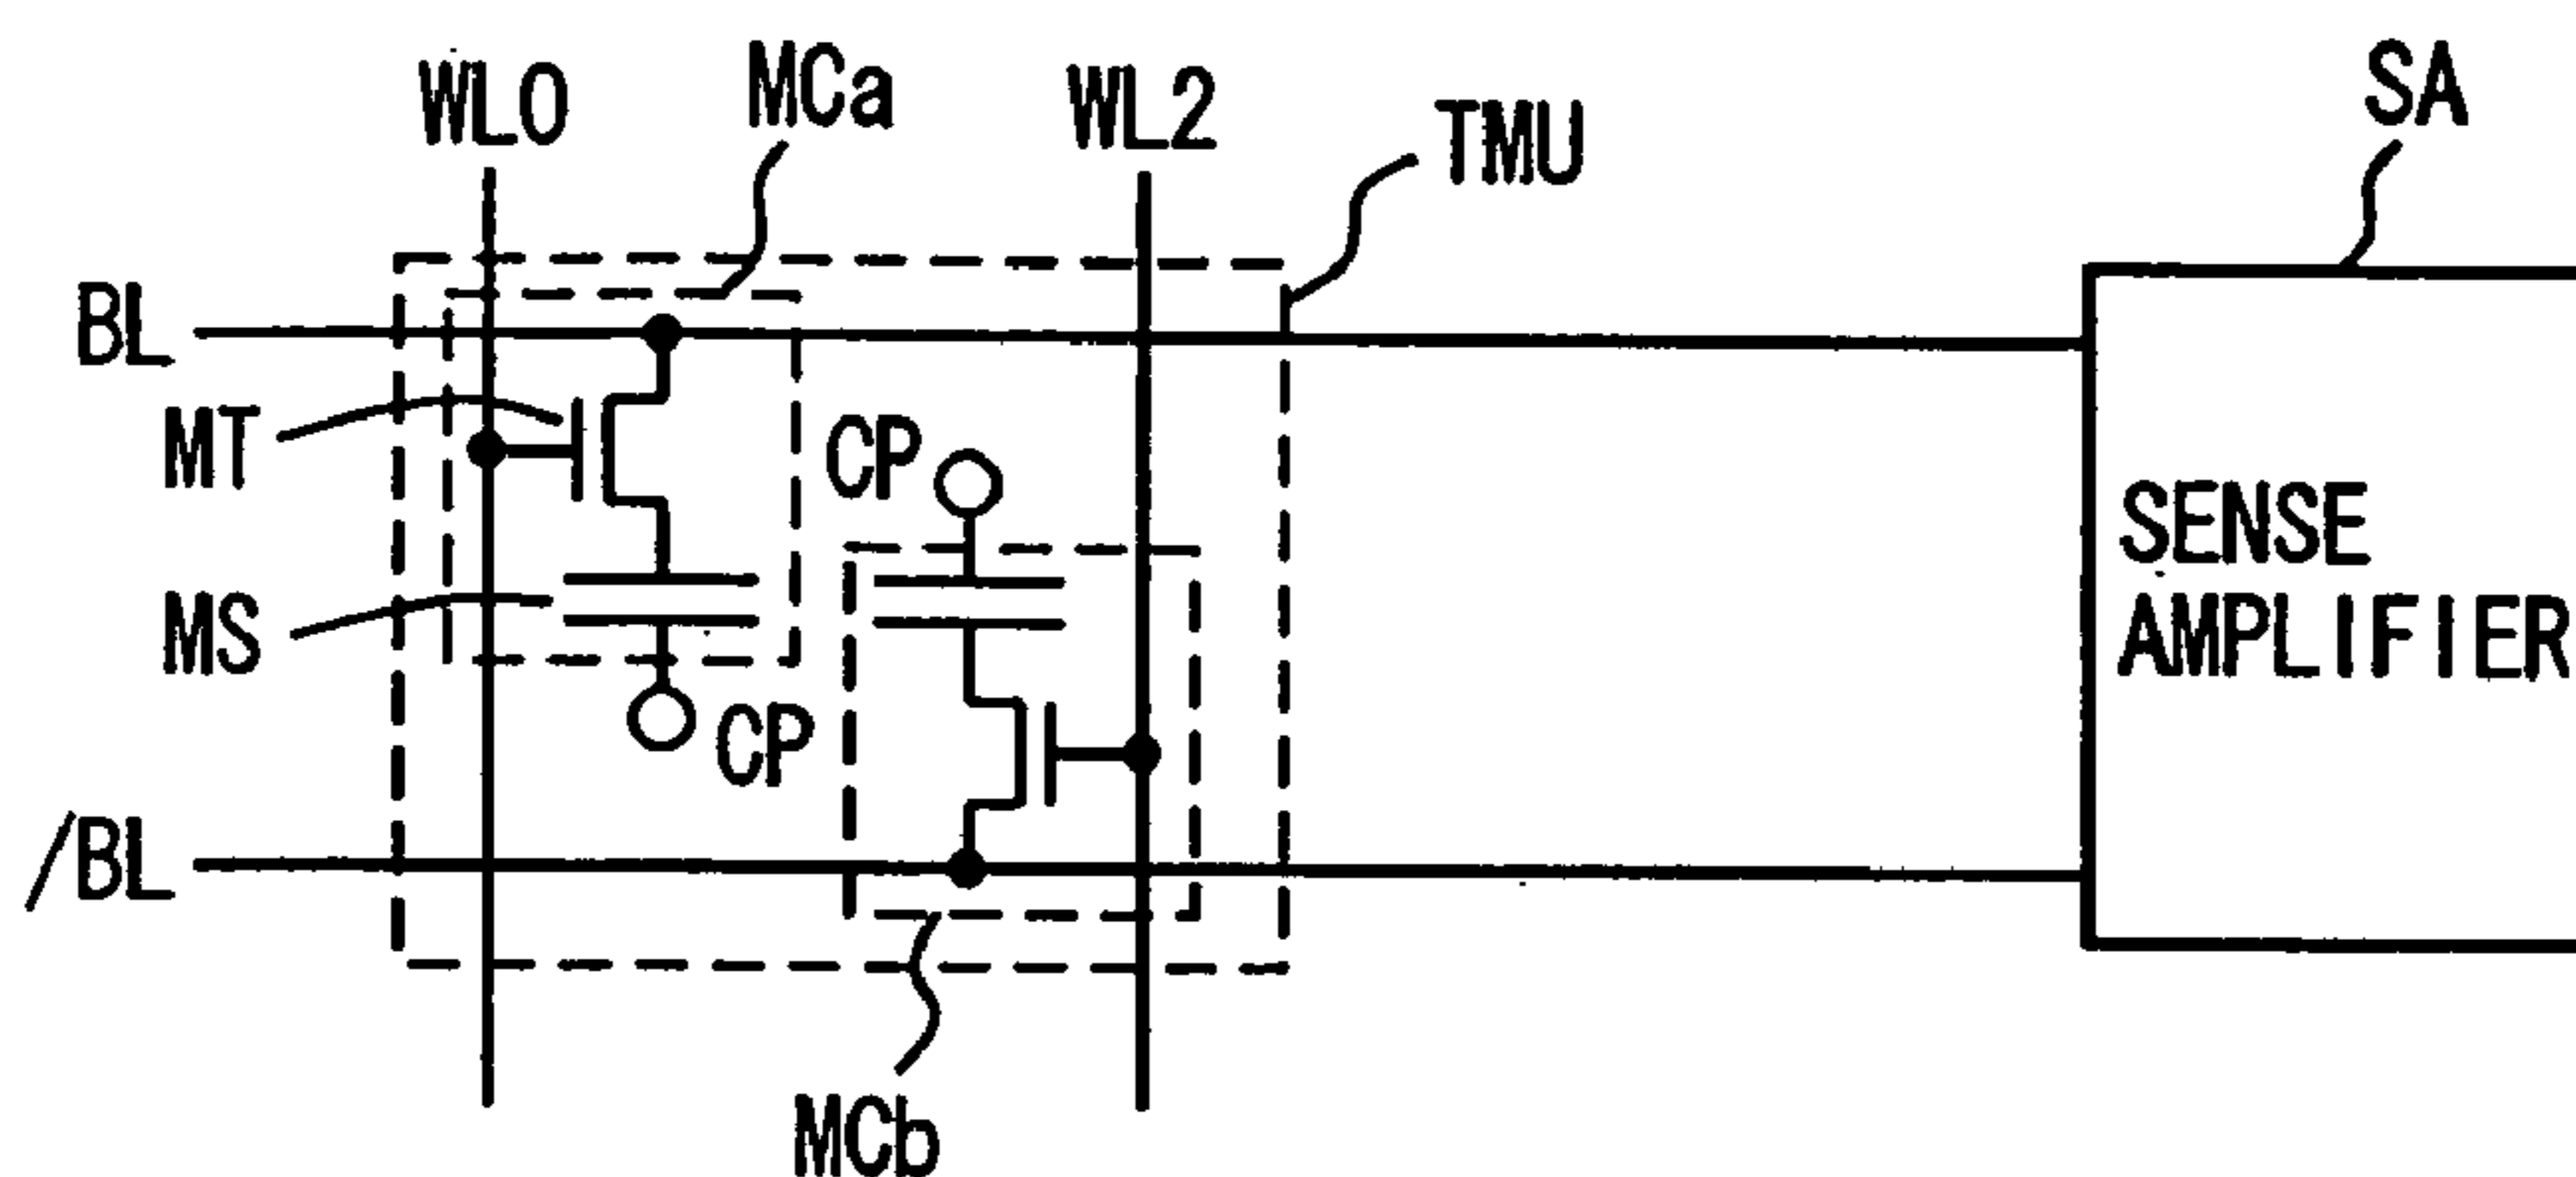 WL0
MCa
WL2
TMU
SA
BL
MT
CP
MS
CP
/BL
MCb
SENSE
AMPLIFIER